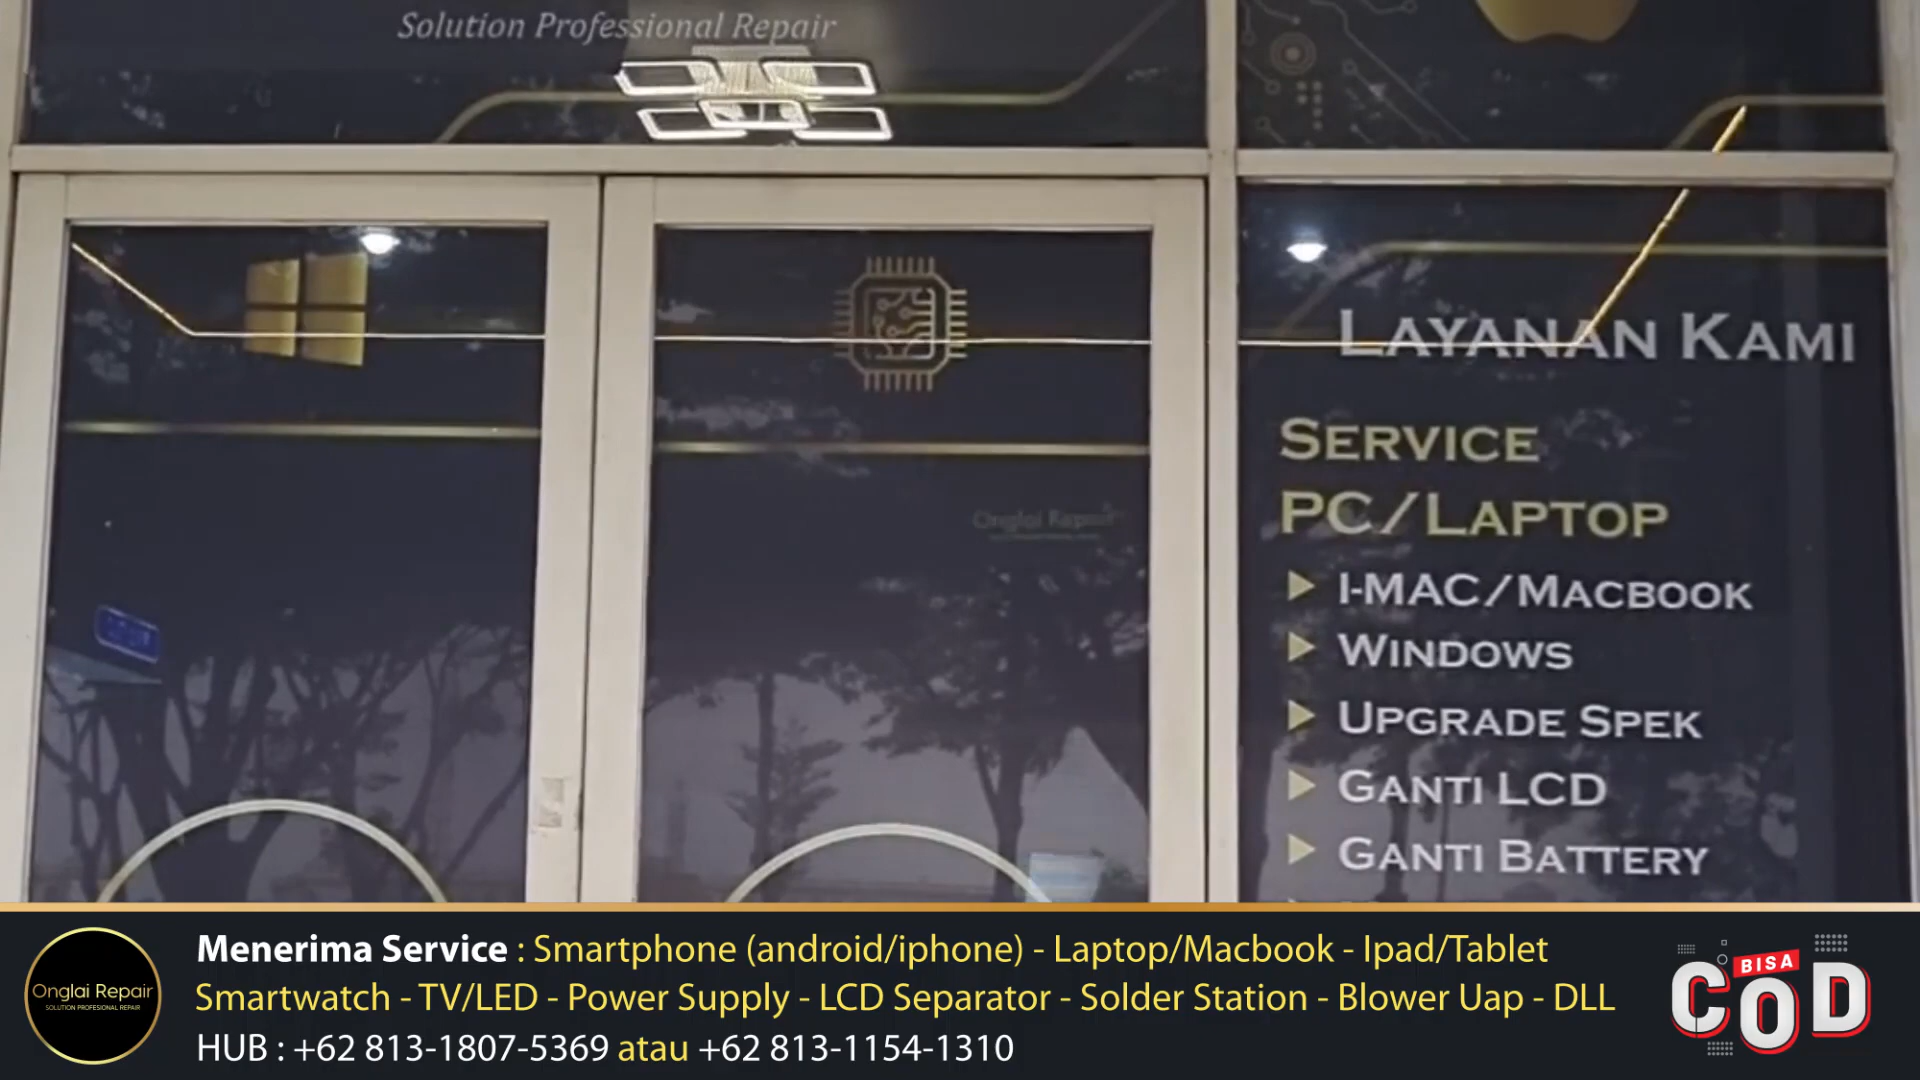 Solution Professional Repair
LAYANAN KAMI
SERVICE
PC/LAPTOP
I-MAC/MACBOOK
WINDOWS
UPGRADE SPEK
GANTI LCD
GANTI BATTERY
Onglai Repair
Onglai Repair
SOLUTION PROFESIONAL REPAIR
Menerima Service : Smartphone (android/iphone) - Laptop/Macbook - Ipad/Tablet
Smartwatch - TV/LED - Power Supply - LCD Separator - Solder Station - Blower Uap - DLL
HUB : +62 813-1807-5369 atau +62 813-1154-1310
BISA
COD